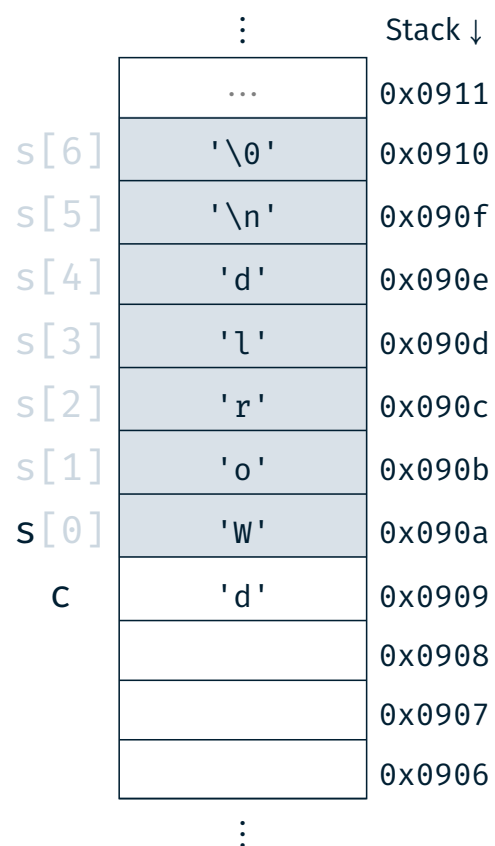 ⋮ Stack ↓
... 0x0911
s[6] '\0' 0x0910
s[5] '\n' 0x090f
s[4] 'd' 0x090e
s[3] 'l' 0x090d
s[2] 'r' 0x090c
s[1] 'o' 0x090b
s[0] 'W' 0x090a
c 'd' 0x0909
0x0908
0x0907
0x0906
⋮